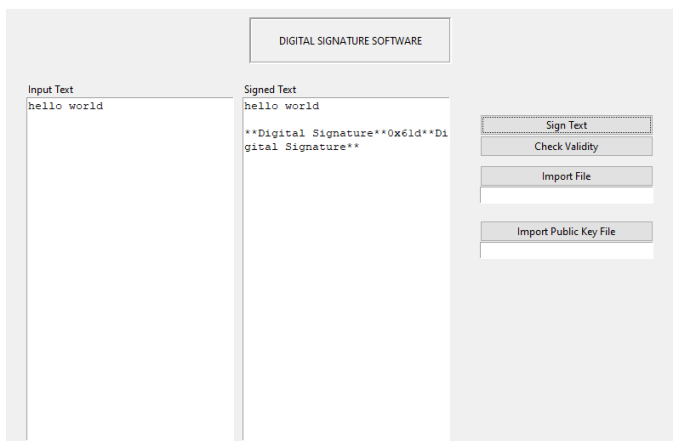 DIGITAL SIGNATURE SOFTWARE
Input Text
hello world
Signed Text
hello world
**Digital Signature**0x61d**Di
gital Signature**
Sign Text
Check Validity
Import File
Import Public Key File